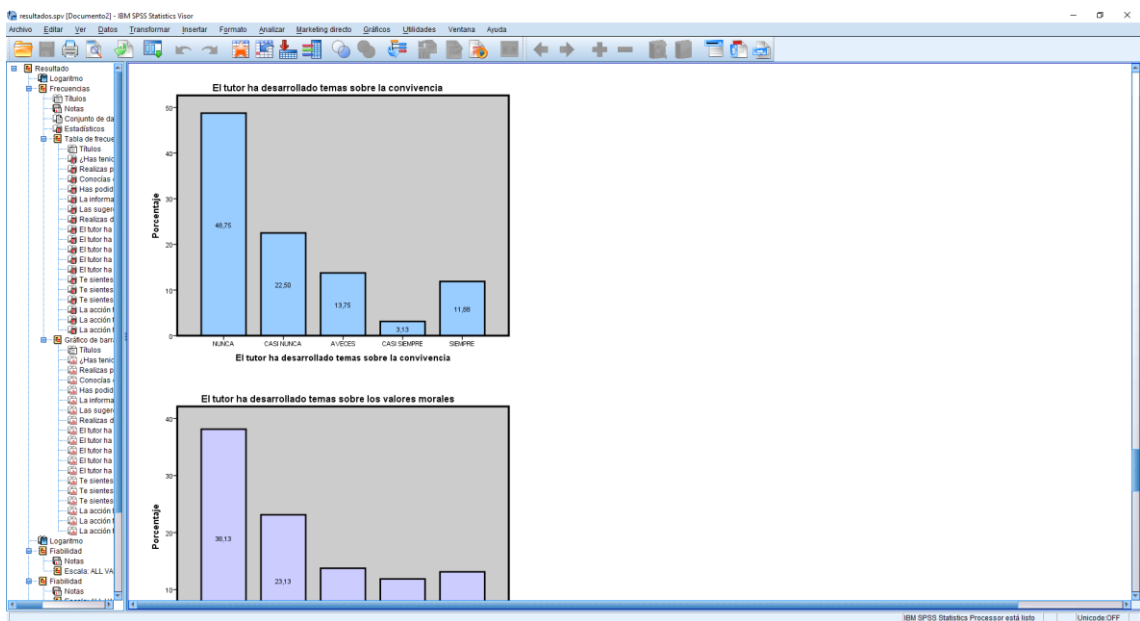 resultados.spv [Documento2] - IBM SPSS Statistics Visor
Archivo Editar Ver Datos Transformar Insertar Formato Analizar Marketing directo Gráficos Utilidades Ventana Ayuda
Resultado
Logaritmo
Frecuencias
Títulos
Notas
Conjunto de da
Estadísticos
Tabla de frecue
Títulos
¿Has tenic
Realizas p
Conocías
Has podid
La informa
Las suger
Realizas d
El tutor ha
El tutor ha
El tutor ha
El tutor ha
El tutor ha
Te sientes
Te sientes
Te sientes
La acción t
La acción t
La acción t
Gráfico de barr
Títulos
¿Has tenic
Realizas p
Conocías
Has podid
La informa
Las suger
Realizas d
El tutor ha
El tutor ha
El tutor ha
El tutor ha
El tutor ha
Te sientes
Te sientes
Te sientes
La acción t
La acción t
La acción t
Logaritmo
Fiabilidad
Notas
Escala: ALL VA
Fiabilidad
Notas
El tutor ha desarrollado temas sobre la convivencia
Porcentaje
50
40
30
20
10
0
48,75
22,50
13,75
3,13
11,88
NUNCA CASI NUNCA A VECES CASI SIEMPRE SIEMPRE
El tutor ha desarrollado temas sobre la convivencia
El tutor ha desarrollado temas sobre los valores morales
Porcentaje
40
30
20
10
38,13
23,13
IBM SPSS Statistics Processor está listo Unicode:OFF